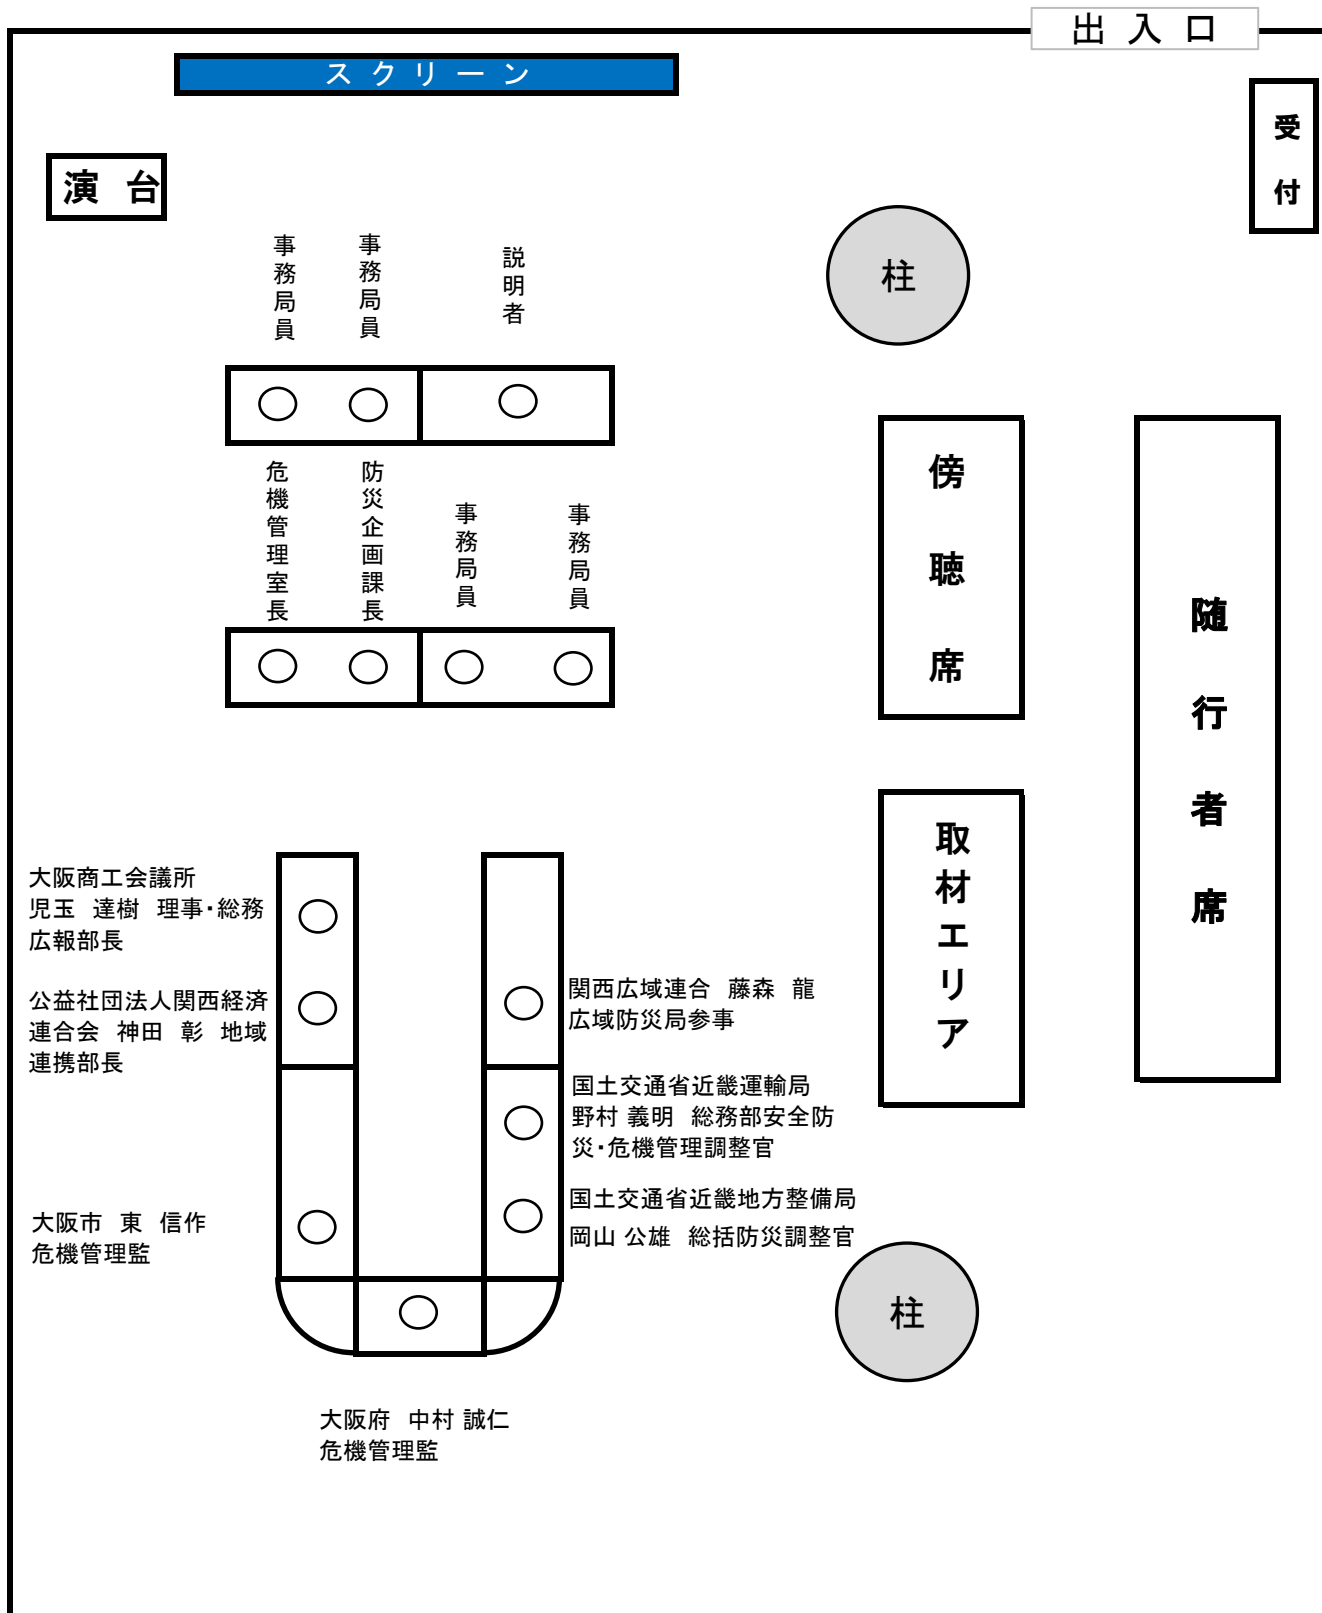 出 入 口
スクリーン
受付
演 台
事務局員
事務局員
説明者
柱
危機管理室長
防災企画課長
事務局員
事務局員
傍聴席
随行者席
取材エリア
大阪商工会議所
児玉 達樹 理事・総務
広報部長
公益社団法人関西経済
連合会 神田 彰 地域
連携部長
関西広域連合 藤森 龍
広域防災局参事
国土交通省近畿運輸局
野村 義明 総務部安全防
災・危機管理調整官
国土交通省近畿地方整備局
岡山 公雄 総括防災調整官
大阪市 東 信作
危機管理監
柱
大阪府 中村 誠仁
危機管理監